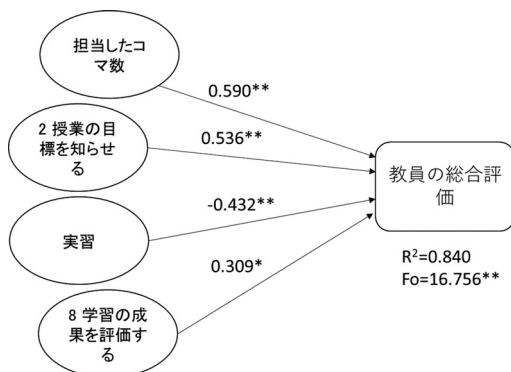 担当したコ
マ数
0.590**
2 授業の目
標を知らせ
る
0.536**
教員の総合評
価
-0.432**
実習
0.309*
R²=0.840
Fo=16.756**
8 学習の成
果を評価す
る